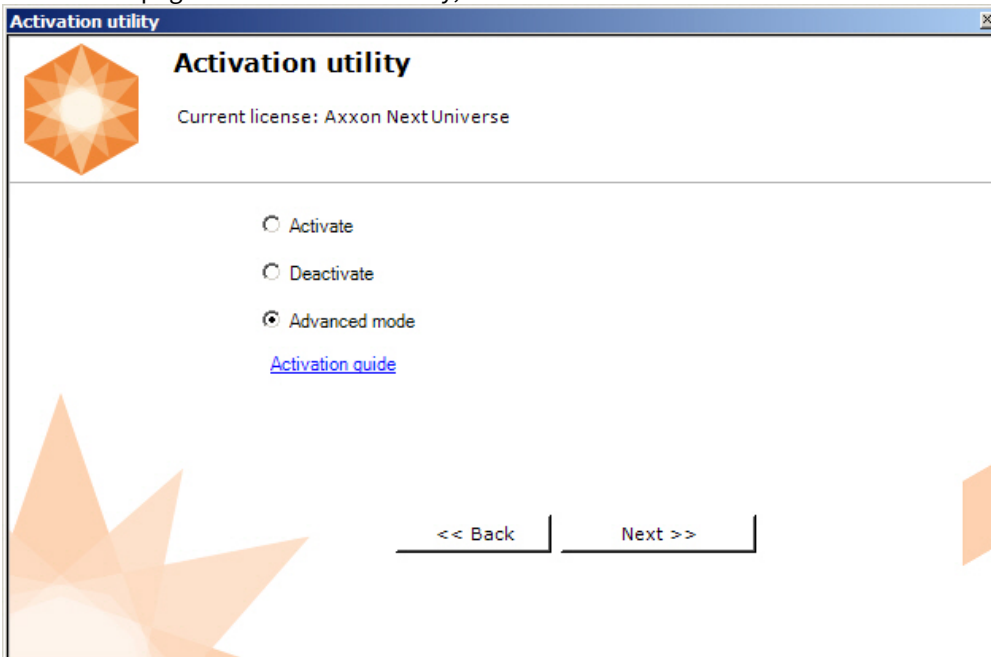 Activation utility
Activation utility
Current license: Axxon Next Universe
Activate
Deactivate
Advanced mode
Activation guide
<< Back
Next >>